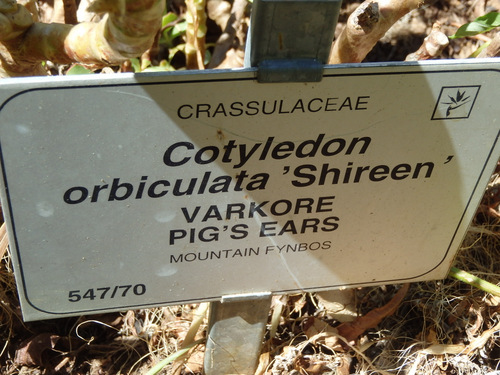 CRASSULACEAE
Cotyledon
orbiculata 'Shireen'
VARKORE
PIG'S EARS
MOUNTAIN FYNBOS
547/70